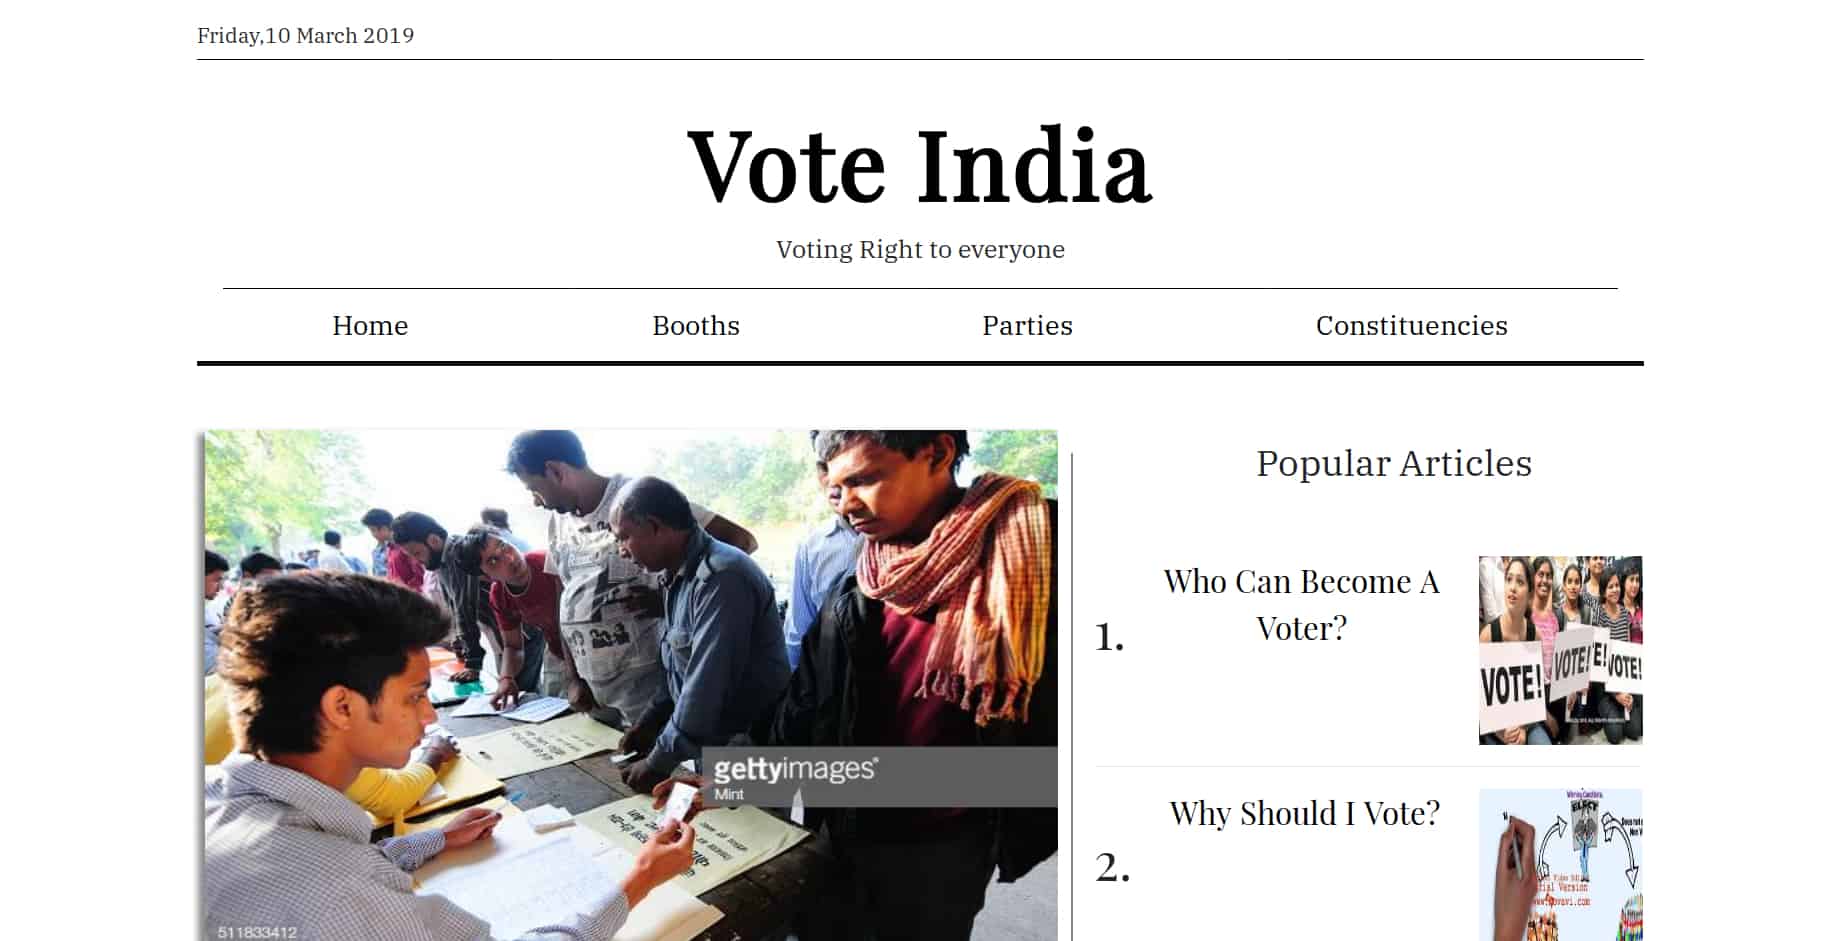 Friday,10 March 2019
Vote India
Voting Right to everyone
Home Booths Parties Constituencies
gettyimages®
Mint
511833412
Popular Articles
1.
Who Can Become A
Voter?
VOTE! VOTE! E! VOTE!
2.
Why Should I Vote?
ELECT